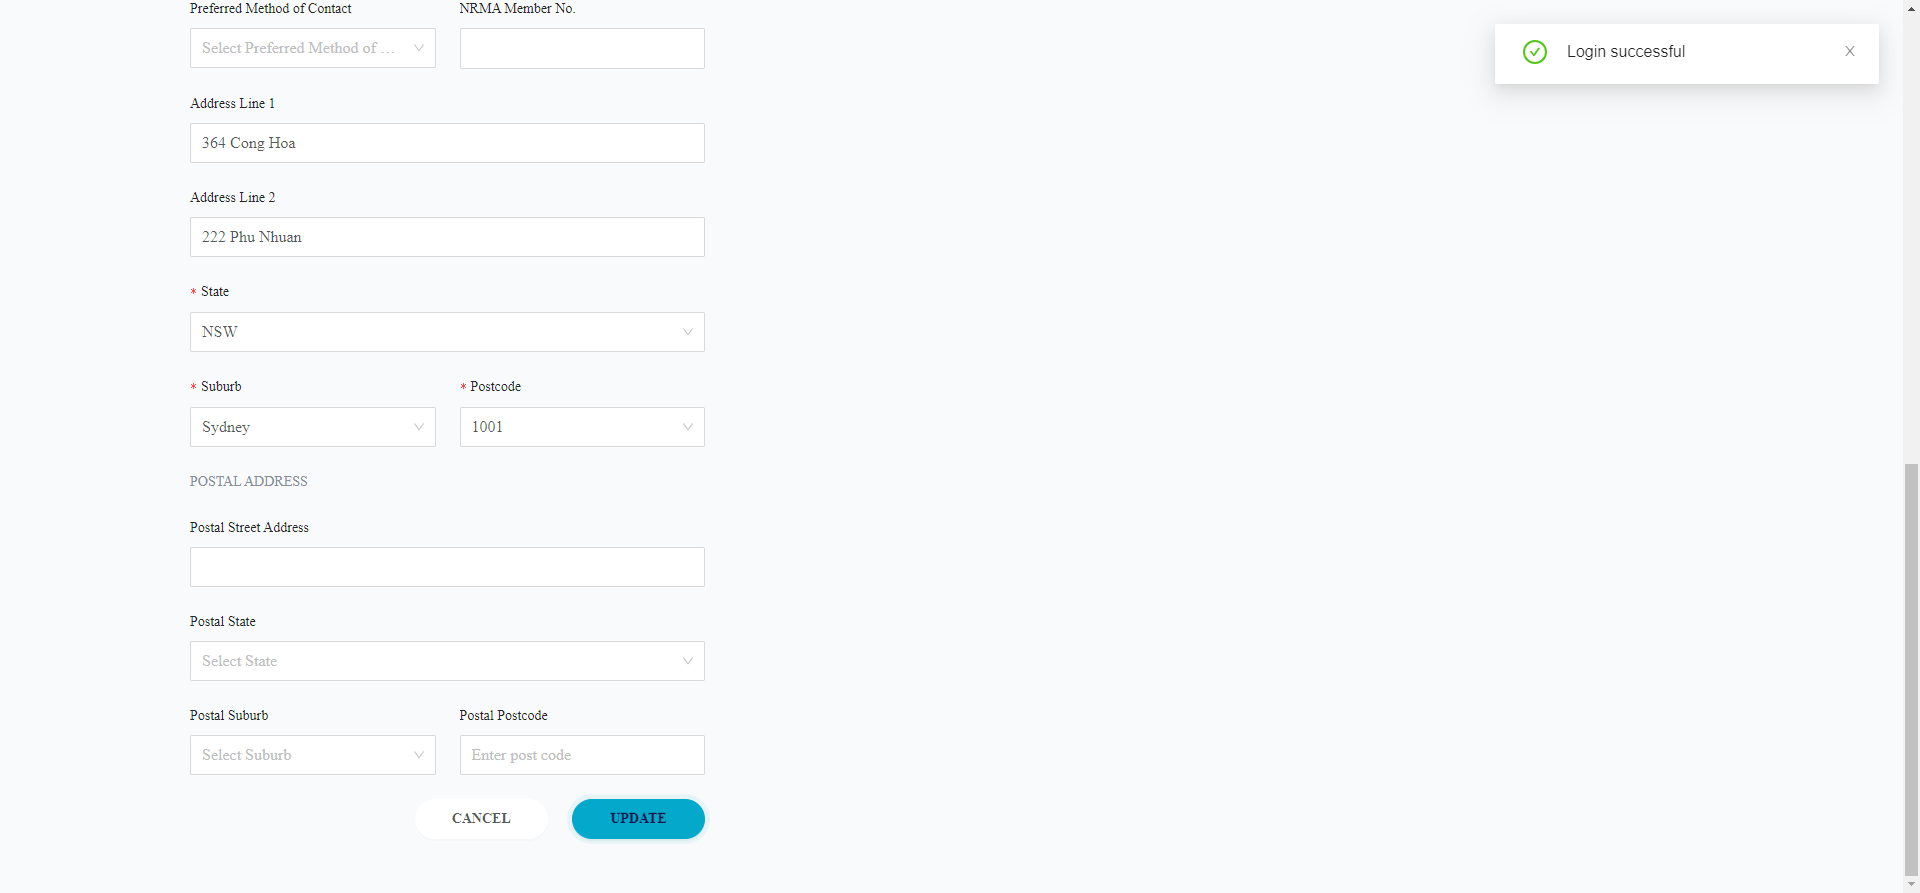 Preferred Method of Contact
NRMA Member No.
Select Preferred Method of ...
Login successful
Address Line 1
364 Cong Hoa
Address Line 2
222 Phu Nhuan
* State
NSW
* Suburb
* Postcode
Sydney
1001
POSTAL ADDRESS
Postal Street Address
Postal State
Select State
Postal Suburb
Postal Postcode
Select Suburb
Enter post code
CANCEL
UPDATE